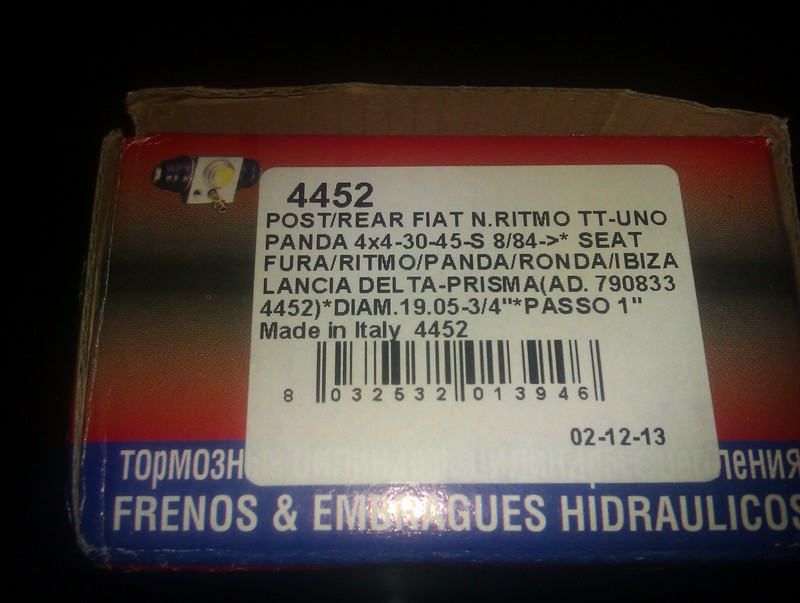 4452
POST/REAR FIAT N.RITMO TT-UNO
PANDA 4x4-30-45-S 8/84->* SEAT
FURA/RITMO/PANDA/RONDA/IBIZA
LANCIA DELTA-PRISMA(AD. 790833
4452)*DIAM.19.05-3/4"*PASSO 1"
Made in Italy 4452
8 032532 013946
02-12-13
FRENOS & EMBRAGUES HIDRAULICOS